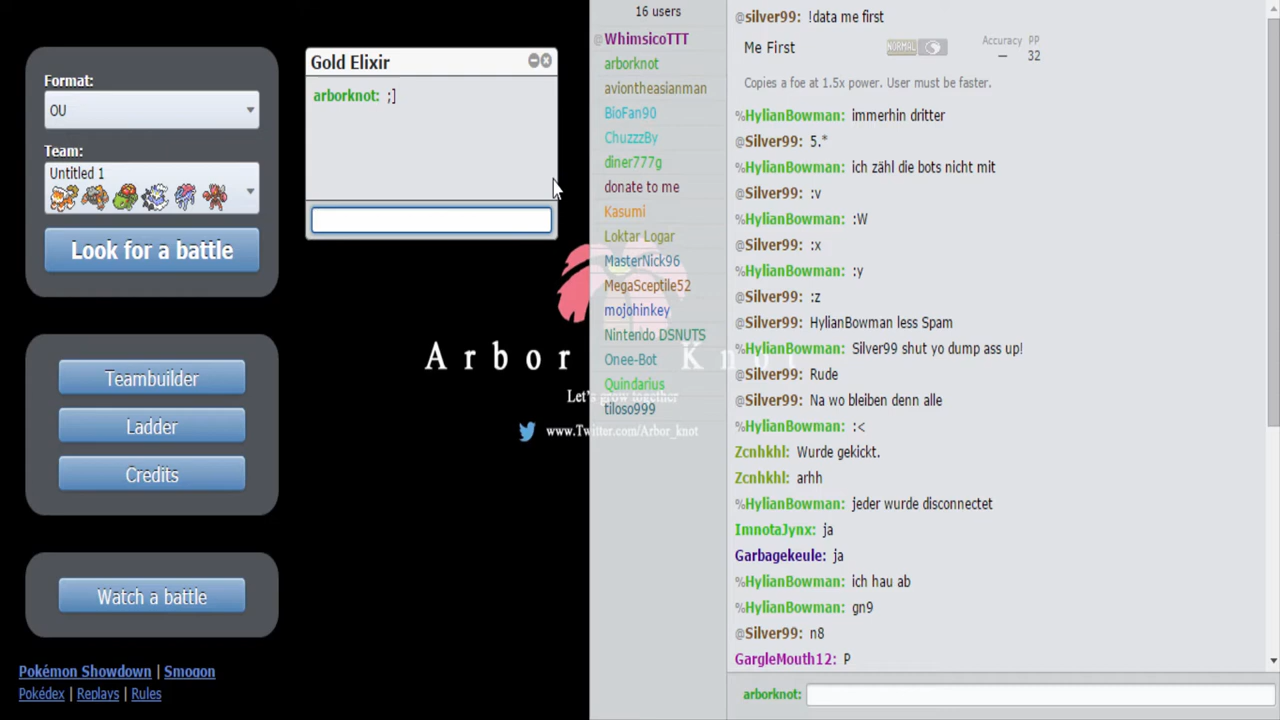 Format:
OU
Team:
Untitled 1
Look for a battle
Teambuilder
Ladder
Credits
Watch a battle
Pokémon Showdown | Smogon
Pokédex | Replays | Rules
Gold Elixir
arborknot: ;]
Arbor Knot
Let's grow together
www.Twitter.com/Arbor_knot
16 users
@WhimsicoTTT
arborknot
aviontheasianman
BioFan90
ChuzzzBy
diner777g
donate to me
Kasumi
Loktar Logar
MasterNick96
MegaSceptile52
mojohinkey
Nintendo DSNUTS
Onee-Bot
Quindarius
tiloso999
@silver99: !data me first
Me First NORMAL Accuracy — PP 32
Copies a foe at 1.5x power. User must be faster.
%HylianBowman: immerhin dritter
@Silver99: 5.*
%HylianBowman: ich zähl die bots nicht mit
@Silver99: :v
%HylianBowman: :W
@Silver99: :x
%HylianBowman: :y
@Silver99: :z
@Silver99: HylianBowman less Spam
%HylianBowman: Silver99 shut yo dump ass up!
@Silver99: Rude
@Silver99: Na wo bleiben denn alle
%HylianBowman: :<
Zcnhkhl: Wurde gekickt.
Zcnhkhl: arhh
%HylianBowman: jeder wurde disconnectet
ImnotaJynx: ja
Garbagekeule: ja
%HylianBowman: ich hau ab
%HylianBowman: gn9
@Silver99: n8
GargleMouth12: P
arborknot: